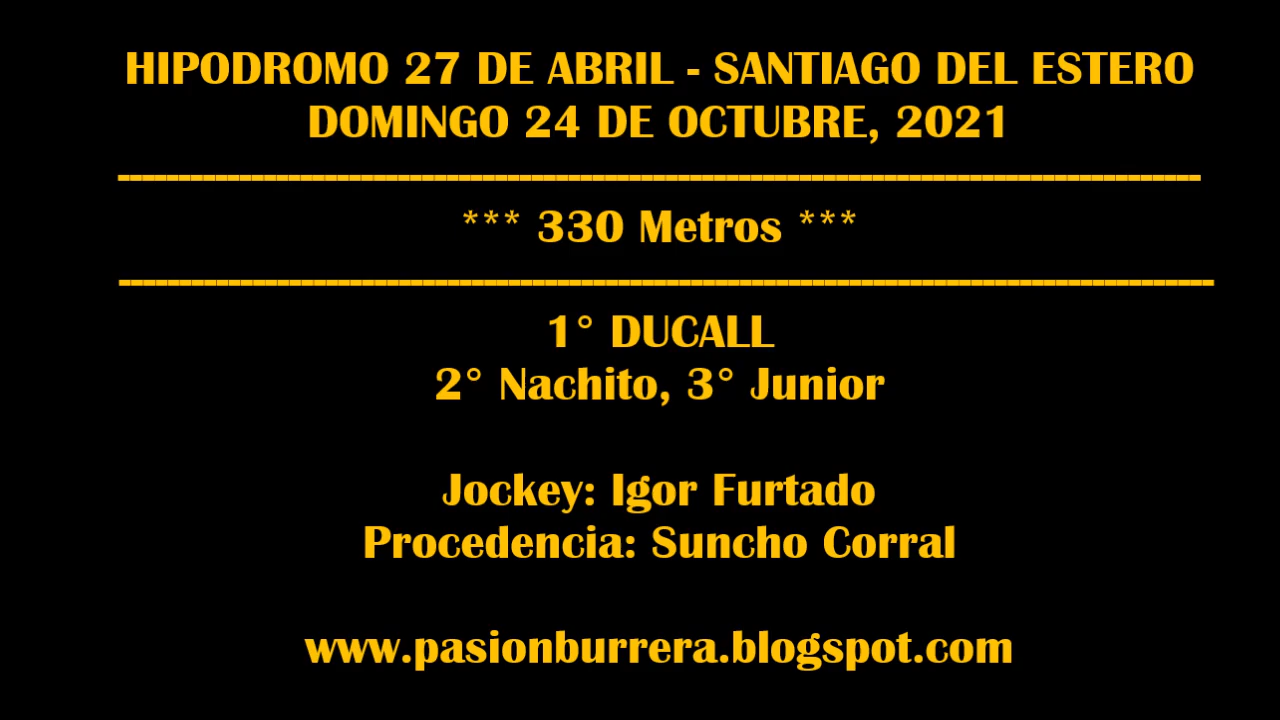 HIPODROMO 27 DE ABRIL - SANTIAGO DEL ESTERO
DOMINGO 24 DE OCTUBRE, 2021
*** 330 Metros ***
1° DUCALL
2° Nachito, 3° Junior
Jockey: Igor Furtado
Procedencia: Suncho Corral
www.pasionburrera.blogspot.com